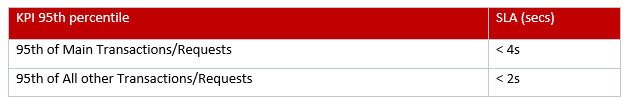 KPI 95th percentile SLA (secs)
95th of Main Transactions/Requests < 4s
95th of All other Transactions/Requests < 2s